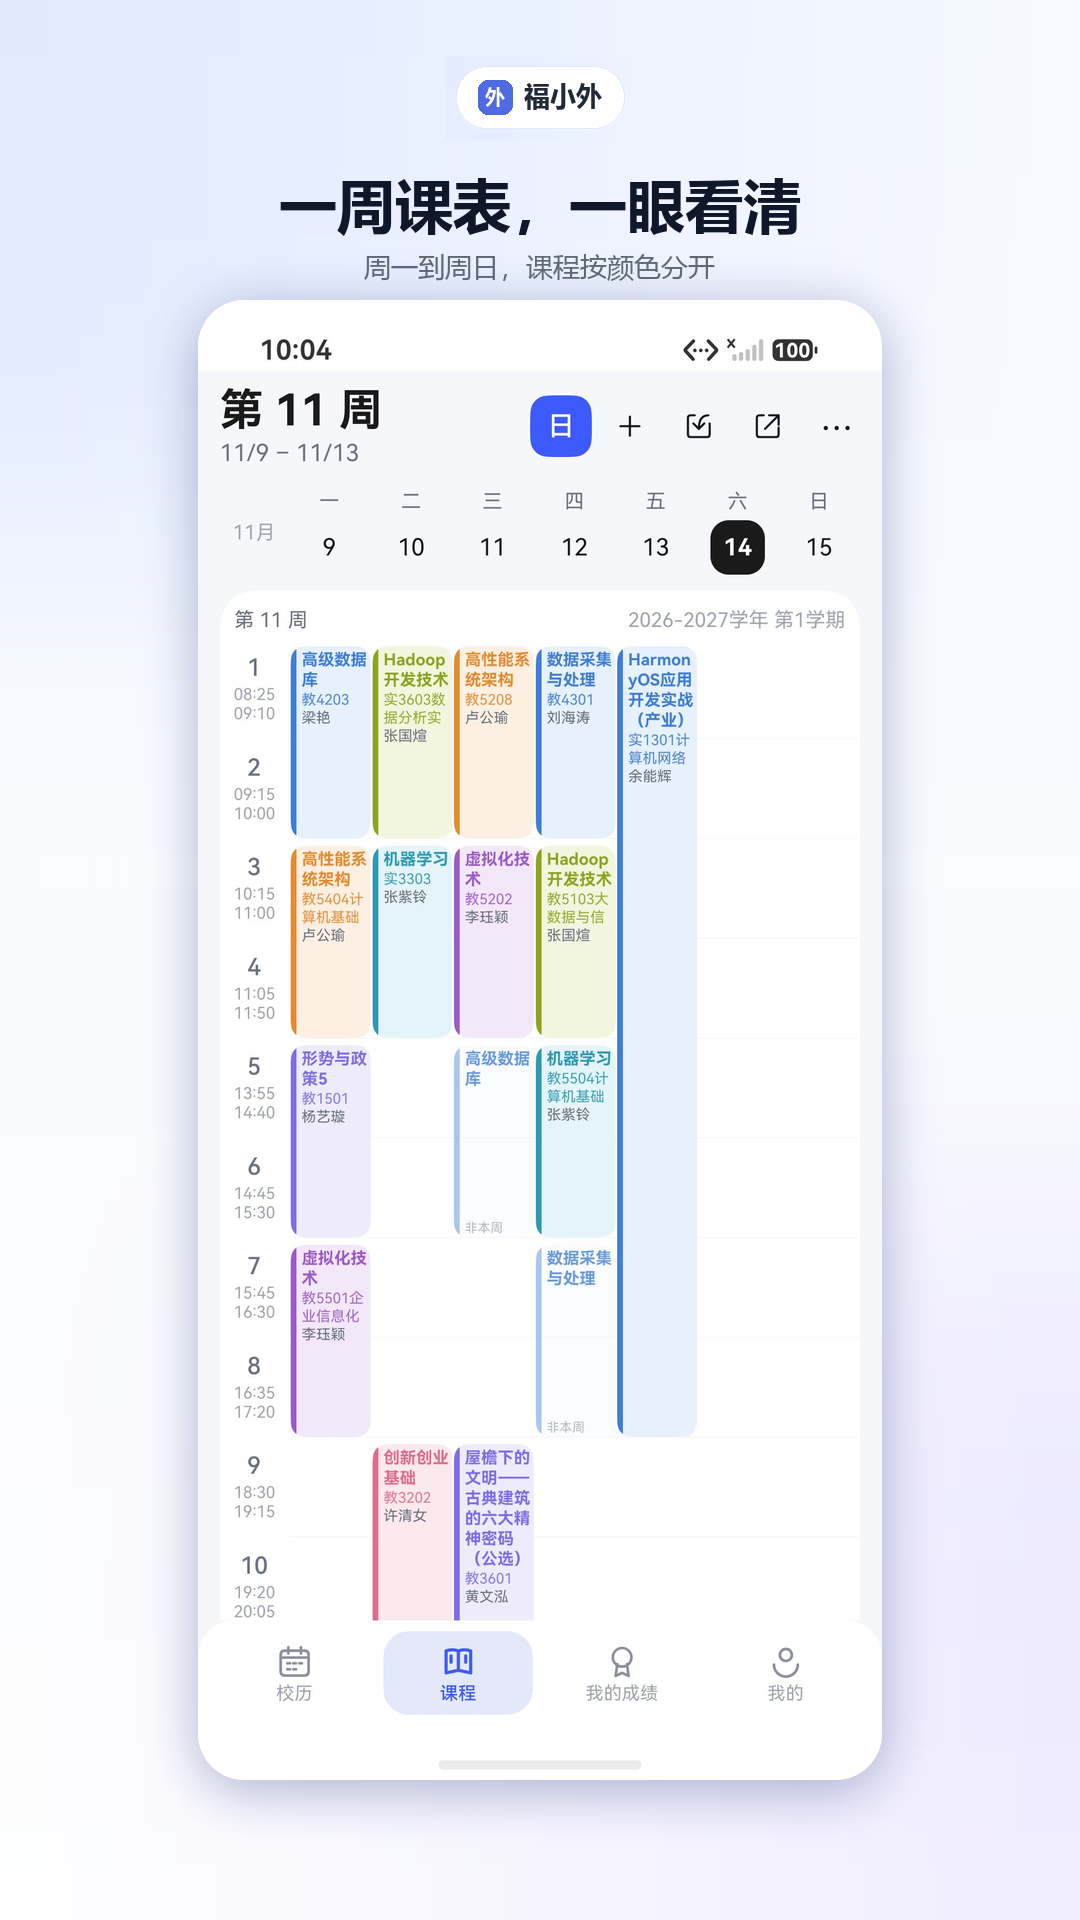 外 福小外
一周课表，一眼看清
周一到周日，课程按颜色分开
10:04
100
第 11 周
11/9 – 11/13
日
一 二 三 四 五 六 日
11月
9 10 11 12 13 14 15
第 11 周
2026-2027学年 第1学期
1
08:25
09:10
高级数据
库
教4203
梁艳
Hadoop
开发技术
实3603数
据分析实
张国煊
高性能系
统架构
教5208
卢公瑜
数据采集
与处理
教4301
刘海涛
Harmon
yOS应用
开发实战
（产业）
实1301计
算机网络
余能辉
2
09:15
10:00
3
10:15
11:00
高性能系
统架构
教5404计
算机基础
卢公瑜
机器学习
实3303
张紫铃
虚拟化技
术
教5202
李珏颖
Hadoop
开发技术
教5103大
数据与信
张国煊
4
11:05
11:50
5
13:55
14:40
形势与政
策5
教1501
杨艺璇
高级数据
库
非本周
机器学习
教5504计
算机基础
张紫铃
6
14:45
15:30
7
15:45
16:30
虚拟化技
术
教5501企
业信息化
李珏颖
数据采集
与处理
非本周
8
16:35
17:20
9
18:30
19:15
创新创业
基础
教3202
许清女
屋檐下的
文明——
古典建筑
的六大精
神密码
（公选）
教3601
黄文泓
10
19:20
20:05
校历 课程 我的成绩 我的